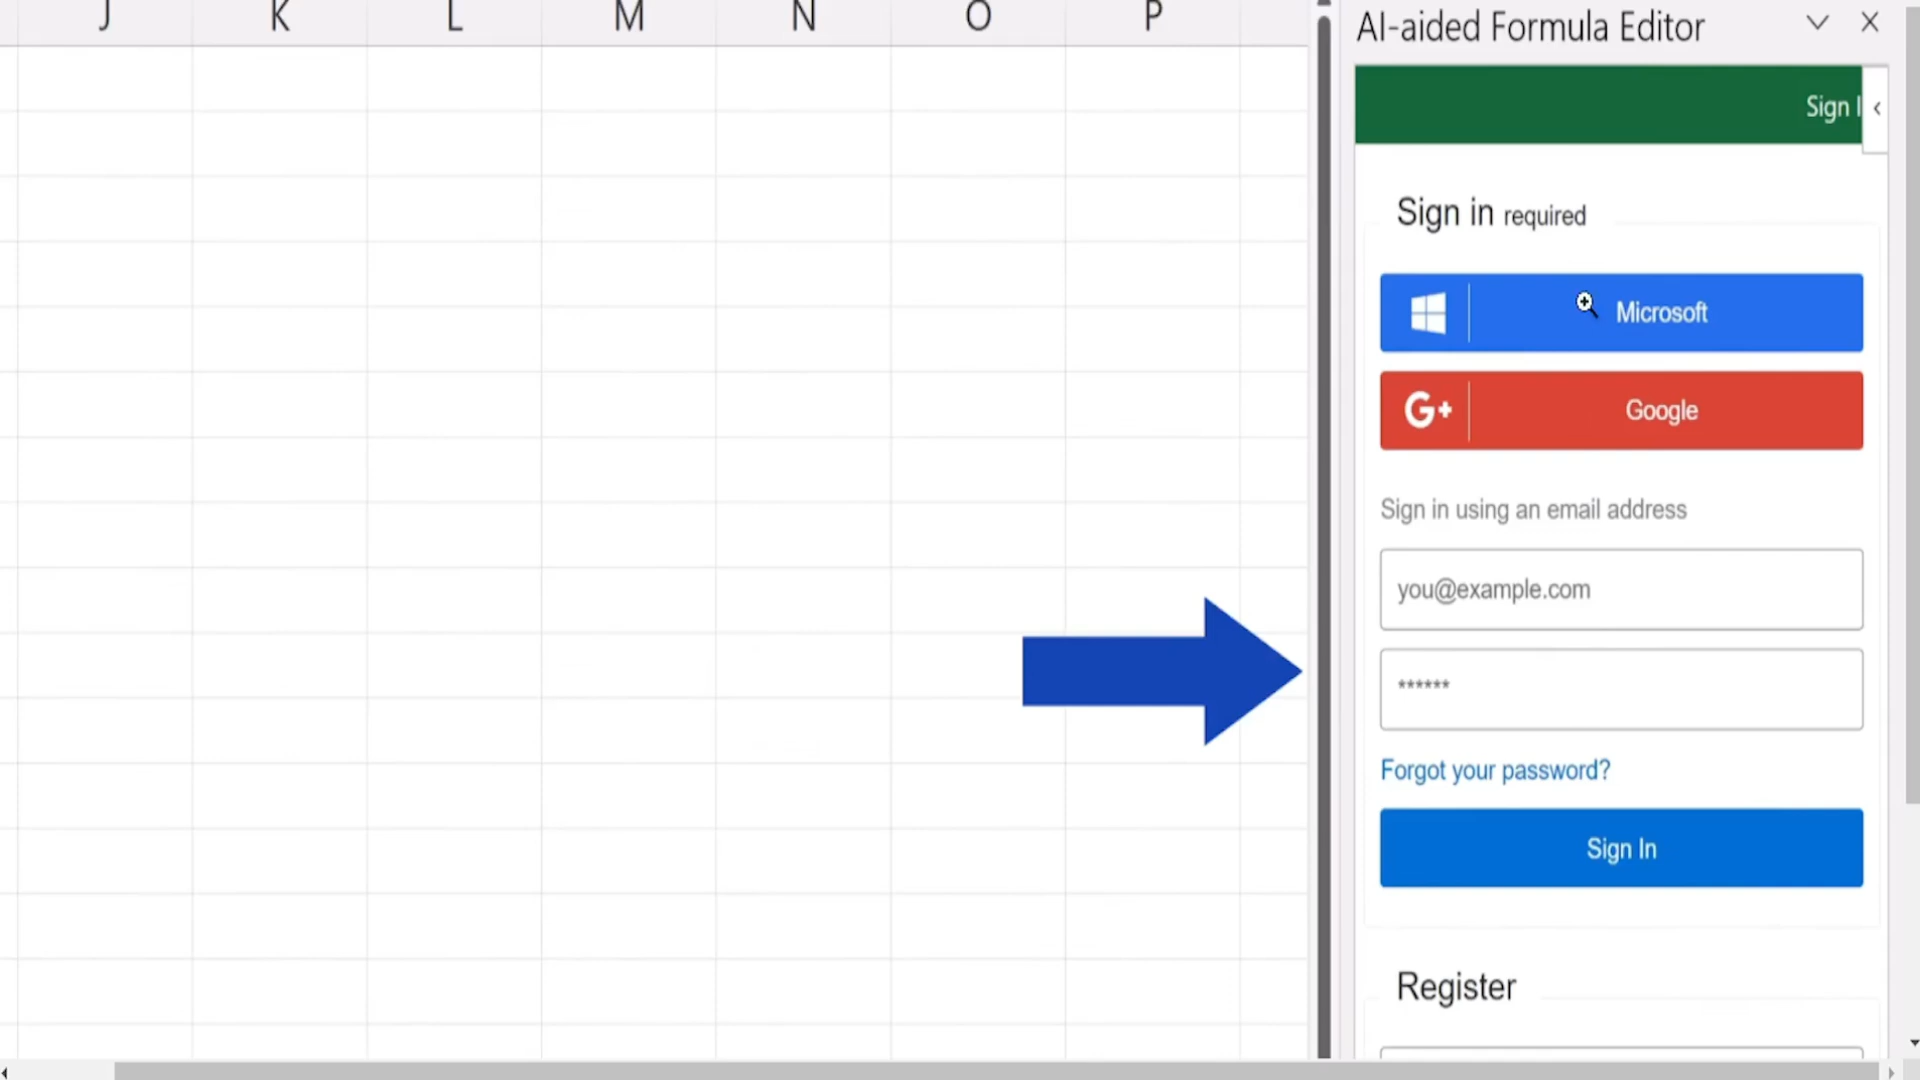 J K L M N O P
AI-aided Formula Editor
Sign I
Sign in required
Microsoft
G+ Google
Sign in using an email address
you@example.com
******
Forgot your password?
Sign In
Register